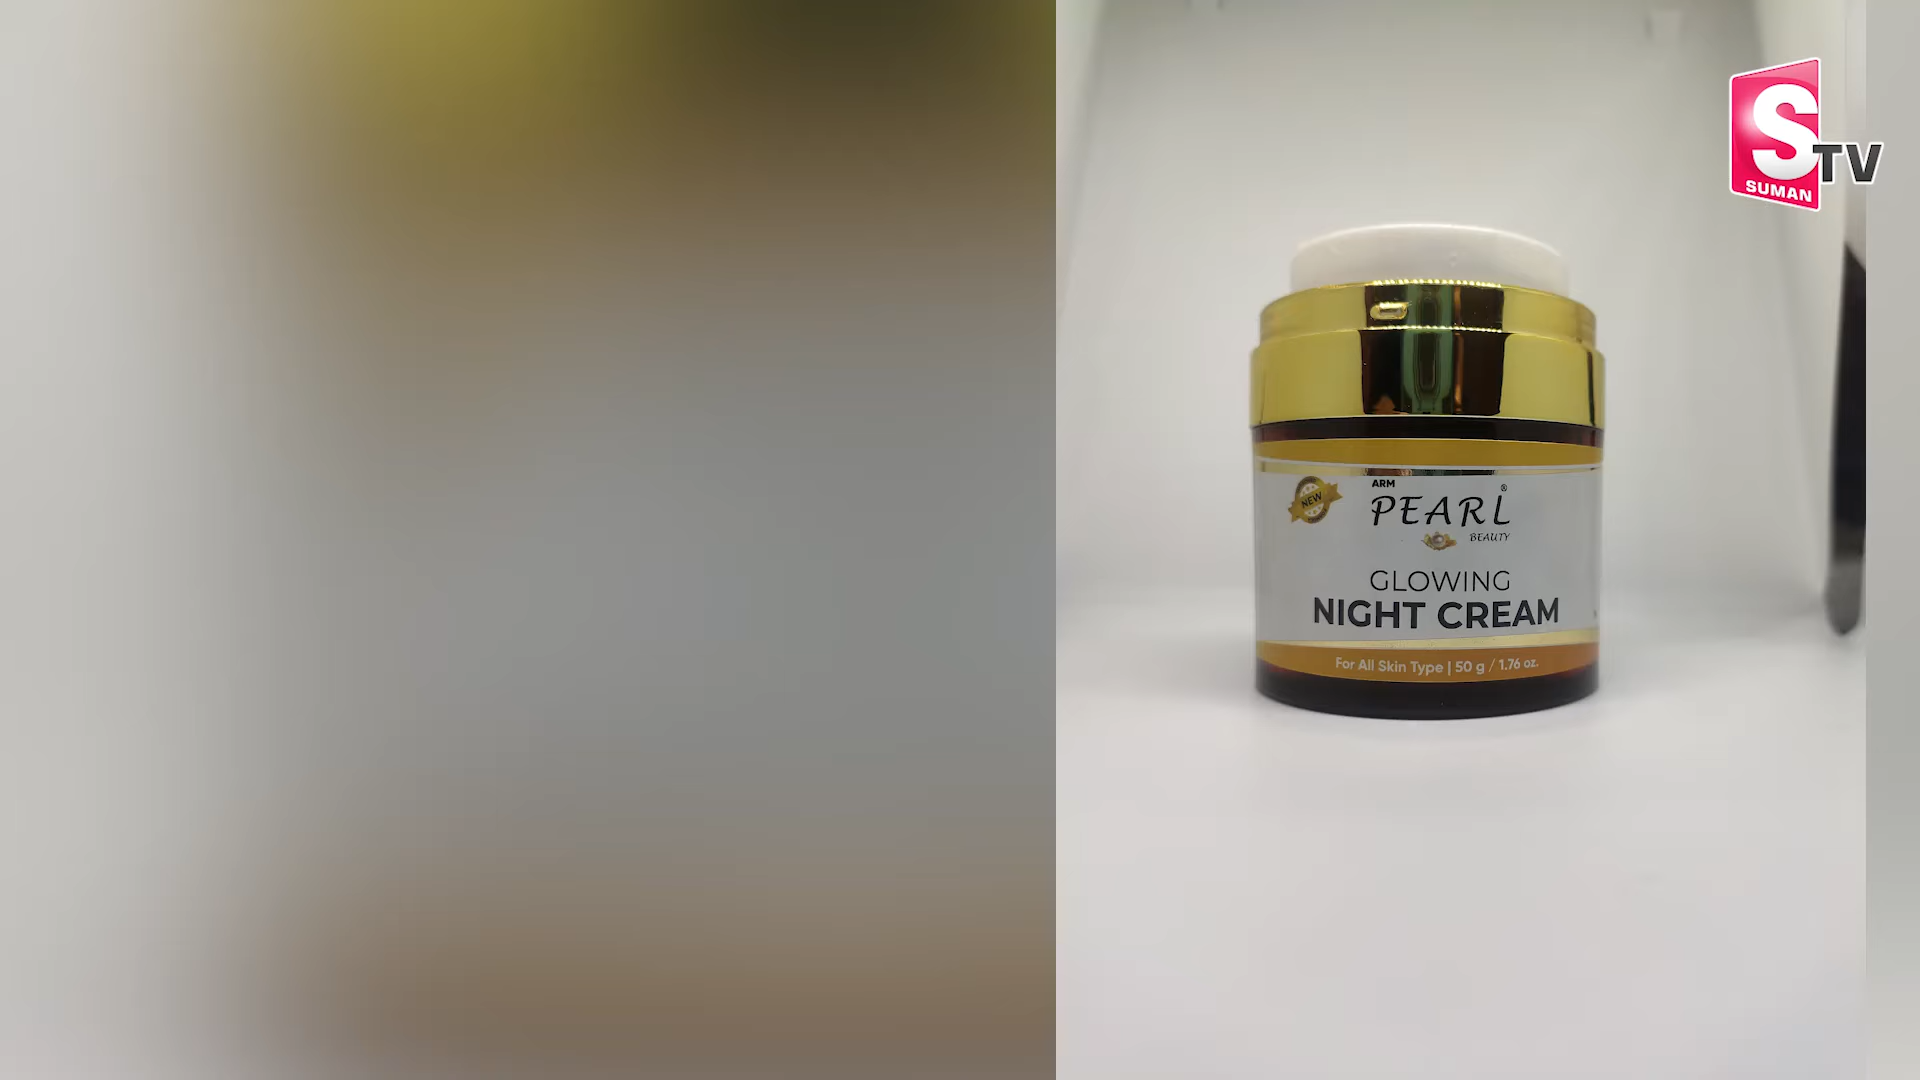 S
TV
SUMAN
NEW
ARM
PEARL®
BEAUTY
GLOWING
NIGHT CREAM
For All Skin Type | 50 g / 1.76 oz.